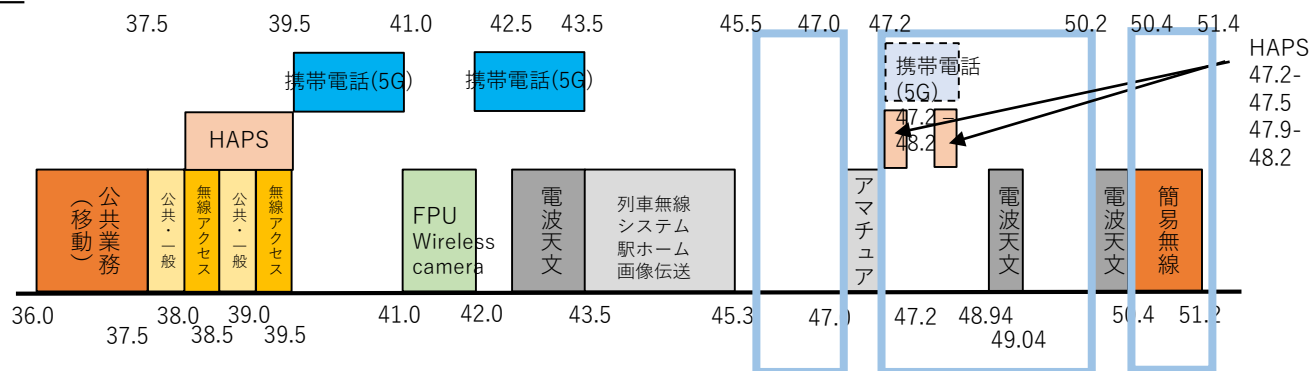 37.5
39.5
41.0
42.5
43.5
45.5
47.0
47.2
50.2
50.4
51.4
携帯電話(5G)
携帯電話(5G)
携帯電話
(5G)
47.2 –
48.2
HAPS
47.2-
47.5
47.9-
48.2
HAPS
公共業務
(移動)
公共・一般
無線アクセス
公共・一般
無線アクセス
FPU
Wireless
camera
電波天文
列車無線
システム
駅ホーム
画像伝送
アマチュア
電波天文
電波天文
簡易無線
36.0
37.5
38.0
38.5
39.0
39.5
41.0
42.0
43.5
45.3
47.0
47.2
48.94
49.04
50.4
51.2